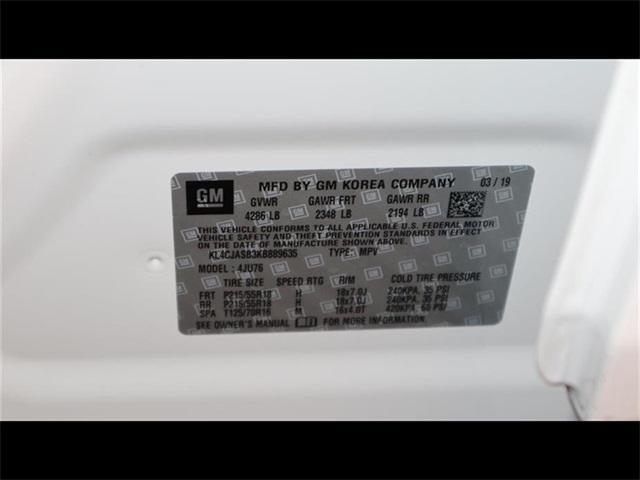 GM
MFD BY GM KOREA COMPANY 03/19
GVWR GAWR FRT GAWR RR
4286 LB 2348 LB 2194 LB
THIS VEHICLE CONFORMS TO ALL APPLICABLE U.S. FEDERAL MOTOR
VEHICLE SAFETY AND THEFT PREVENTION STANDARDS IN EFFECT ON
THE DATE OF MANUFACTURE SHOWN ABOVE.
KL4CJASB3KB889635 TYPE: MPV
MODEL: 4JU76
TIRE SIZE SPEED RTG RIM COLD TIRE PRESSURE
FRT P215/55R18 H 18x7.0J 240KPA, 35 PSI
RR P215/55R18 H 18x7.0J 240KPA, 35 PSI
SPA T125/70R16 M 16x4.0T 420KPA, 60 PSI
SEE OWNER'S MANUAL FOR MORE INFORMATION.